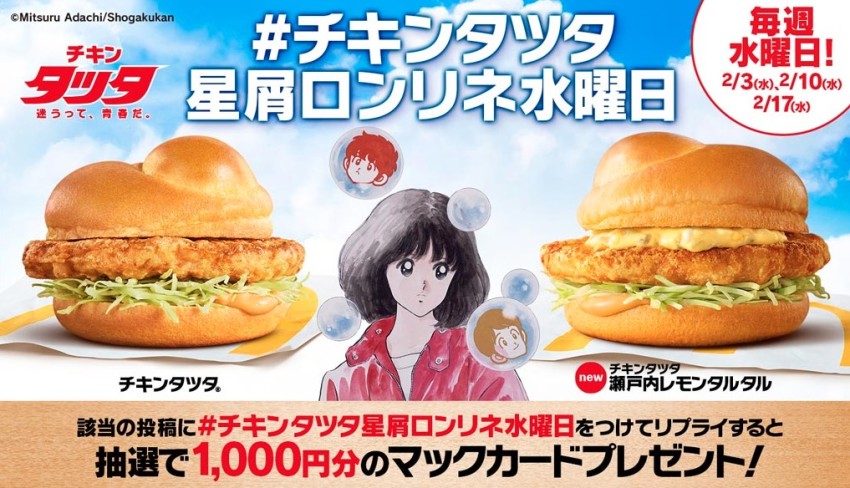 ©Mitsuru Adachi/Shogakukan
チキン
タツタ
迷うって、青春だ。
#チキンタツタ
星屑ロンリネ水曜日
毎週
水曜日!
2/3(水)、2/10(水)
2/17(水)
チキンタツタ®
new
チキンタツタ
瀬戸内レモンタルタル
該当の投稿に#チキンタツタ星屑ロンリネ水曜日をつけてリプライすると
抽選で1,000円分のマックカードプレゼント!